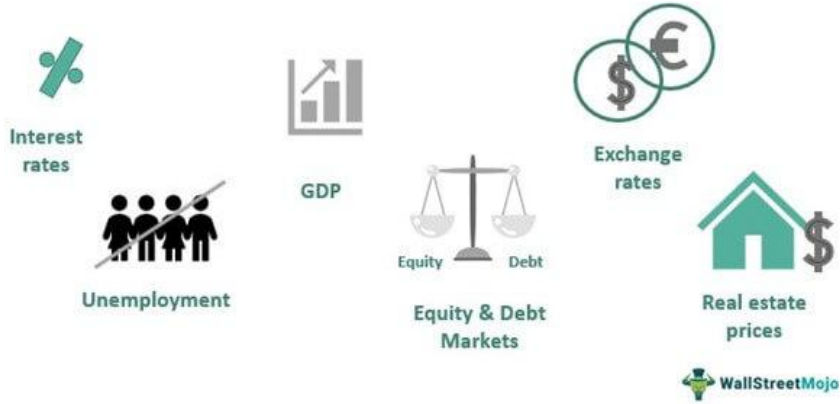 Interest
rates
Unemployment
GDP
Equity
Debt
Equity & Debt
Markets
$
€
Exchange
rates
$
Real estate
prices
WallStreetMojo